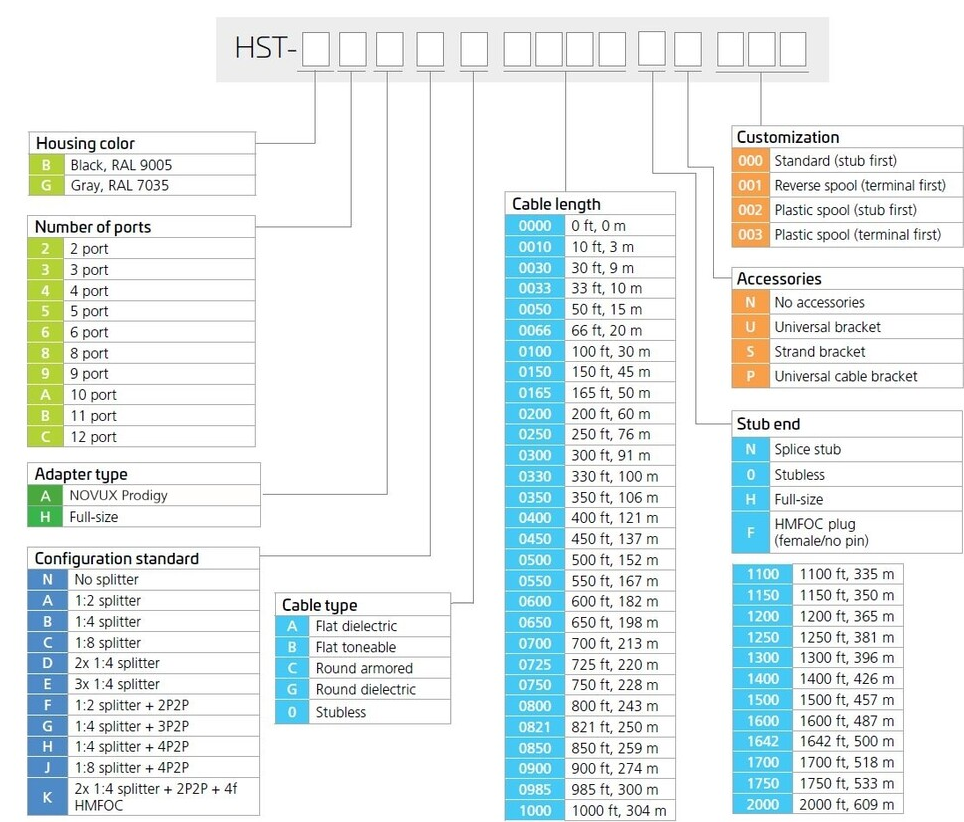 HST-
Housing color
B Black, RAL 9005
G Gray, RAL 7035
Number of ports
2 2 port
3 3 port
4 4 port
5 5 port
6 6 port
8 8 port
9 9 port
A 10 port
B 11 port
C 12 port
Adapter type
A NOVUX Prodigy
H Full-size
Configuration standard
N No splitter
A 1:2 splitter
B 1:4 splitter
C 1:8 splitter
D 2x 1:4 splitter
E 3x 1:4 splitter
F 1:2 splitter + 2P2P
G 1:4 splitter + 3P2P
H 1:4 splitter + 4P2P
J 1:8 splitter + 4P2P
K 2x 1:4 splitter + 2P2P + 4f
HMFOC
Cable type
A Flat dielectric
B Flat toneable
C Round armored
G Round dielectric
0 Stubless
Cable length
0000 0 ft, 0 m
0010 10 ft, 3 m
0030 30 ft, 9 m
0033 33 ft, 10 m
0050 50 ft, 15 m
0066 66 ft, 20 m
0100 100 ft, 30 m
0150 150 ft, 45 m
0165 165 ft, 50 m
0200 200 ft, 60 m
0250 250 ft, 76 m
0300 300 ft, 91 m
0330 330 ft, 100 m
0350 350 ft, 106 m
0400 400 ft, 121 m
0450 450 ft, 137 m
0500 500 ft, 152 m
0550 550 ft, 167 m
0600 600 ft, 182 m
0650 650 ft, 198 m
0700 700 ft, 213 m
0725 725 ft, 220 m
0750 750 ft, 228 m
0800 800 ft, 243 m
0821 821 ft, 250 m
0850 850 ft, 259 m
0900 900 ft, 274 m
0985 985 ft, 300 m
1000 1000 ft, 304 m
Customization
000 Standard (stub first)
001 Reverse spool (terminal first)
002 Plastic spool (stub first)
003 Plastic spool (terminal first)
Accessories
N No accessories
U Universal bracket
S Strand bracket
P Universal cable bracket
Stub end
N Splice stub
0 Stubless
H Full-size
F HMFOC plug
(female/no pin)
1100 1100 ft, 335 m
1150 1150 ft, 350 m
1200 1200 ft, 365 m
1250 1250 ft, 381 m
1300 1300 ft, 396 m
1400 1400 ft, 426 m
1500 1500 ft, 457 m
1600 1600 ft, 487 m
1642 1642 ft, 500 m
1700 1700 ft, 518 m
1750 1750 ft, 533 m
2000 2000 ft, 609 m